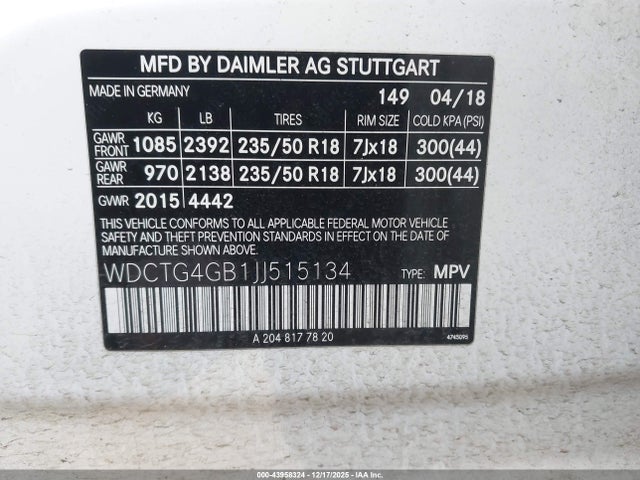 MFD BY DAIMLER AG STUTTGART
MADE IN GERMANY 149 04/18
KG LB TIRES RIM SIZE COLD KPA (PSI)
GAWR FRONT 1085 2392 235/50 R18 7Jx18 300(44)
GAWR REAR 970 2138 235/50 R18 7Jx18 300(44)
GVWR 2015 4442
THIS VEHICLE CONFORMS TO ALL APPLICABLE FEDERAL MOTOR VEHICLE
SAFETY AND THEFT PREVENTION STANDARDS IN EFFECT ON THE DATE
OF MANUFACTURE SHOWN ABOVE.
WDCTG4GB1JJ515134 TYPE: MPV
A 204 817 78 20 4745095
000-43958324 - 12/17/2025 - COPART - IAA